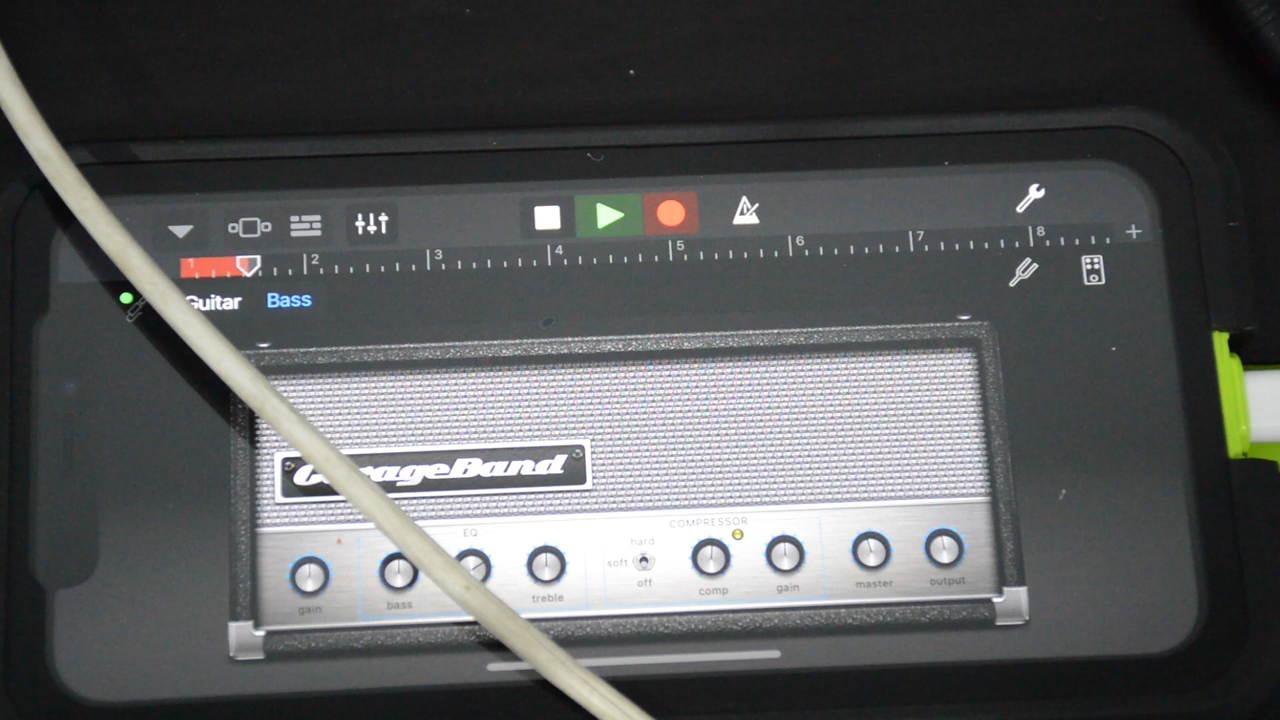 1 2 3 4 5 6 7 8
Guitar Bass
GarageBand
EQ COMPRESSOR
hard
soft
off
gain bass treble comp gain master output